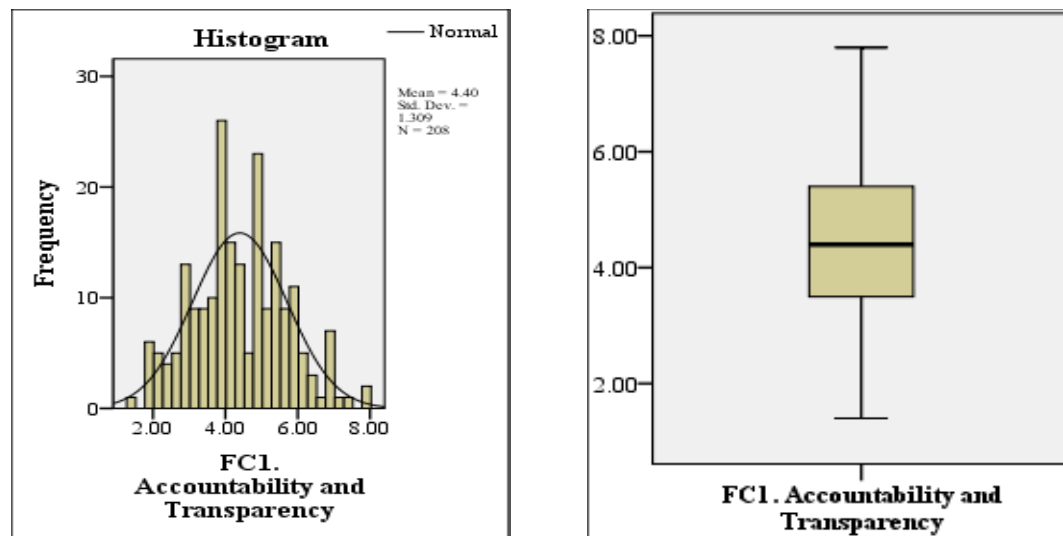 Histogram
Normal
Mean = 4.40
Std. Dev. =
1.309
N = 208
Frequency
30
20
10
0
2.00 4.00 6.00 8.00
FC1.
Accountability and
Transparency
8.00
6.00
4.00
2.00
FC1. Accountability and
Transparency